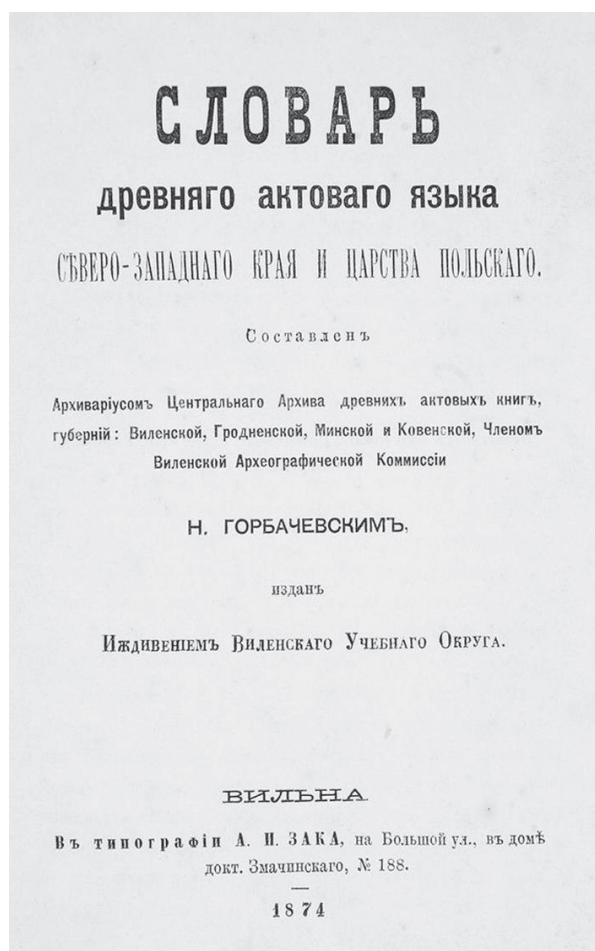 СЛОВАРЬ
древняго актоваго языка
СѢВЕРО-ЗАПАДНАГО КРАЯ И ЦАРСТВА ПОЛЬСКАГО.
Составленъ
Архиваріусомъ Центральнаго Архива древнихъ актовыхъ книгъ,
губерній: Виленской, Гродненской, Минской и Ковенской, Членомъ
Виленской Археографической Коммиссіи
Н. ГОРБАЧЕВСКИМЪ,
изданъ
Иждивеніемъ Виленскаго Учебнаго Округа.
ВИЛЬНА
Въ типографіи А. И. ЗАКА, на Большой ул., въ домѣ
докт. Змачинскаго, № 188.
1874